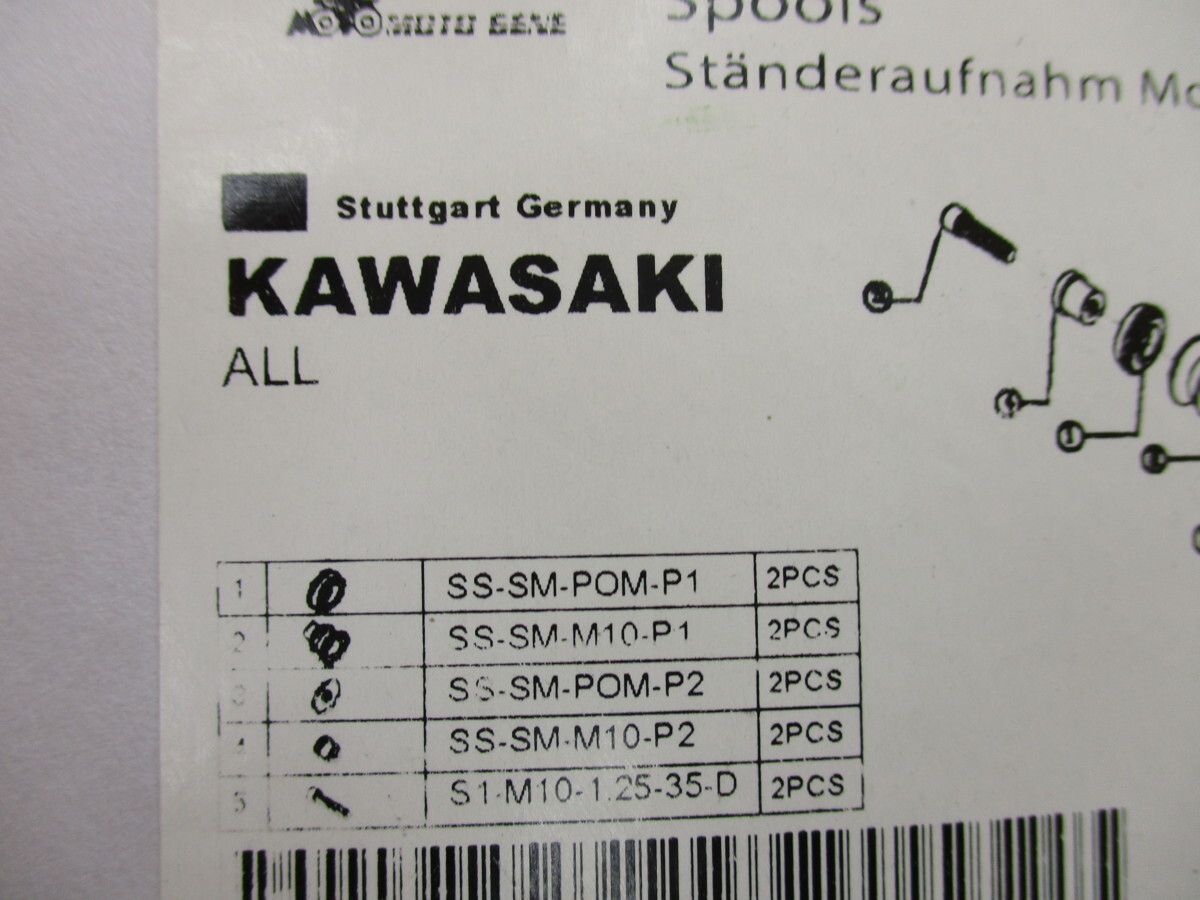 MOTO MOTO GENE
Spools
Ständeraufnahm Mo
Stuttgart Germany
KAWASAKI
ALL
1 SS-SM-POM-P1 2PCS
2 SS-SM-M10-P1 2PCS
3 SS-SM-POM-P2 2PCS
4 SS-SM-M10-P2 2PCS
5 S1-M10-1.25-35-D 2PCS
1